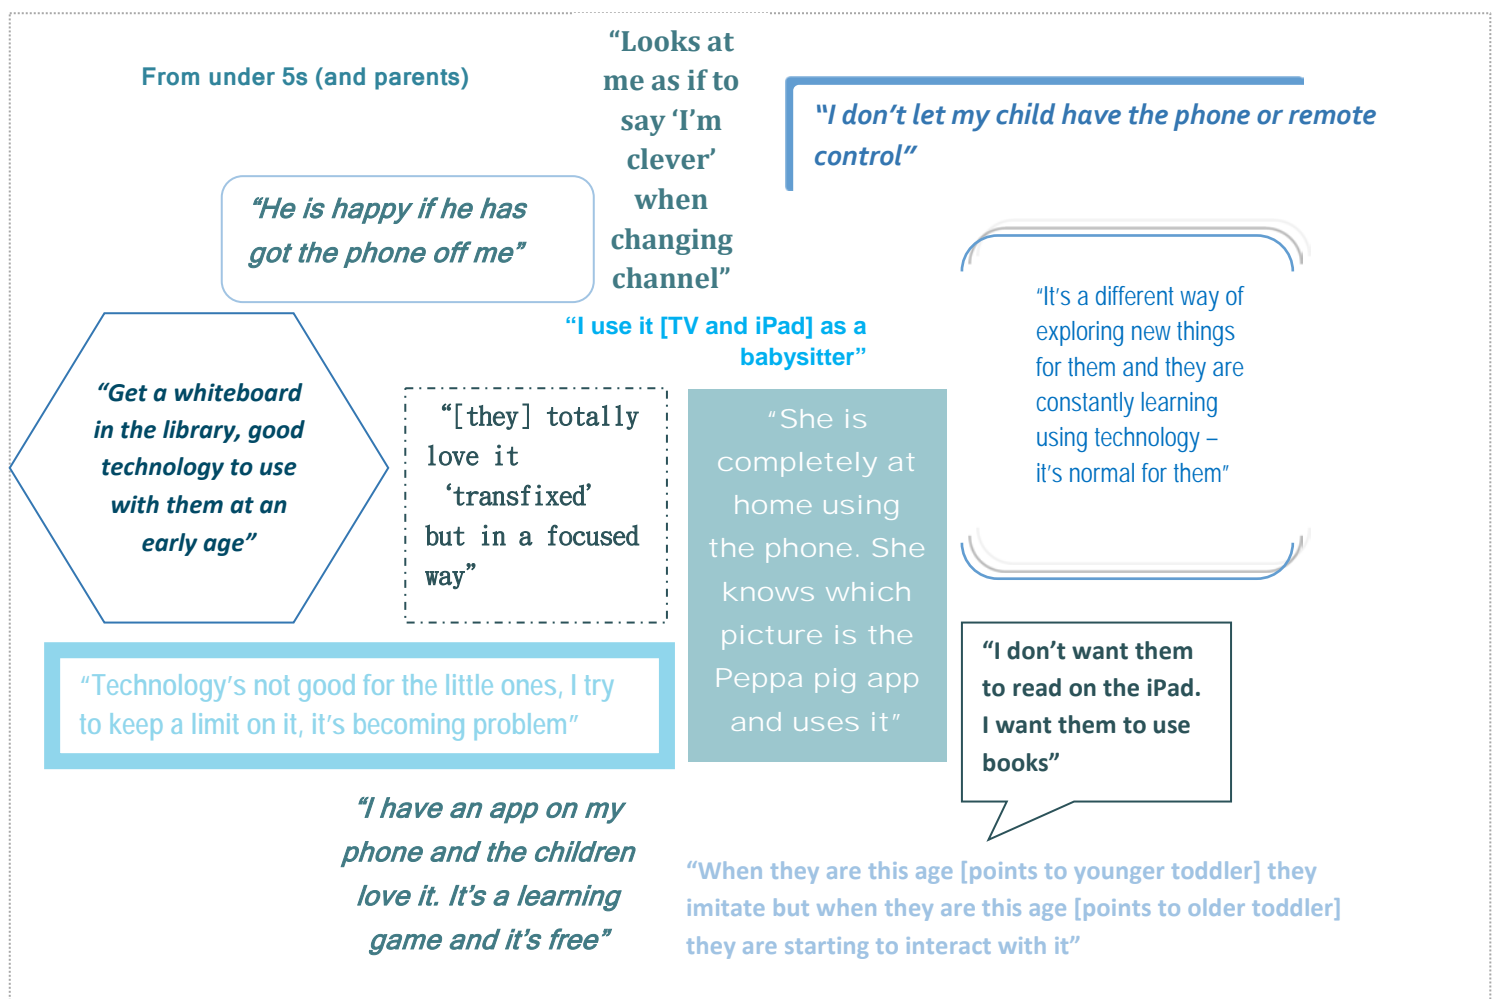 From under 5s (and parents)
“Looks at
me as if to
say ‘I’m
clever’
when
changing
channel”
“I don’t let my child have the phone or remote
control”
“He is happy if he has
got the phone off me”
“It’s a different way of
exploring new things
for them and they are
constantly learning
using technology –
it’s normal for them”
“I use it [TV and iPad] as a
babysitter”
“Get a whiteboard
in the library, good
technology to use
with them at an
early age”
“[they] totally
love it
‘transfixed’
but in a focused
way”
“She is
completely at
home using
the phone. She
knows which
picture is the
Peppa pig app
and uses it”
“Technology’s not good for the little ones, I try
to keep a limit on it, it’s becoming problem”
“I don’t want them
to read on the iPad.
I want them to use
books”
“I have an app on my
phone and the children
love it. It’s a learning
game and it’s free”
“When they are this age [points to younger toddler] they
imitate but when they are this age [points to older toddler]
they are starting to interact with it”